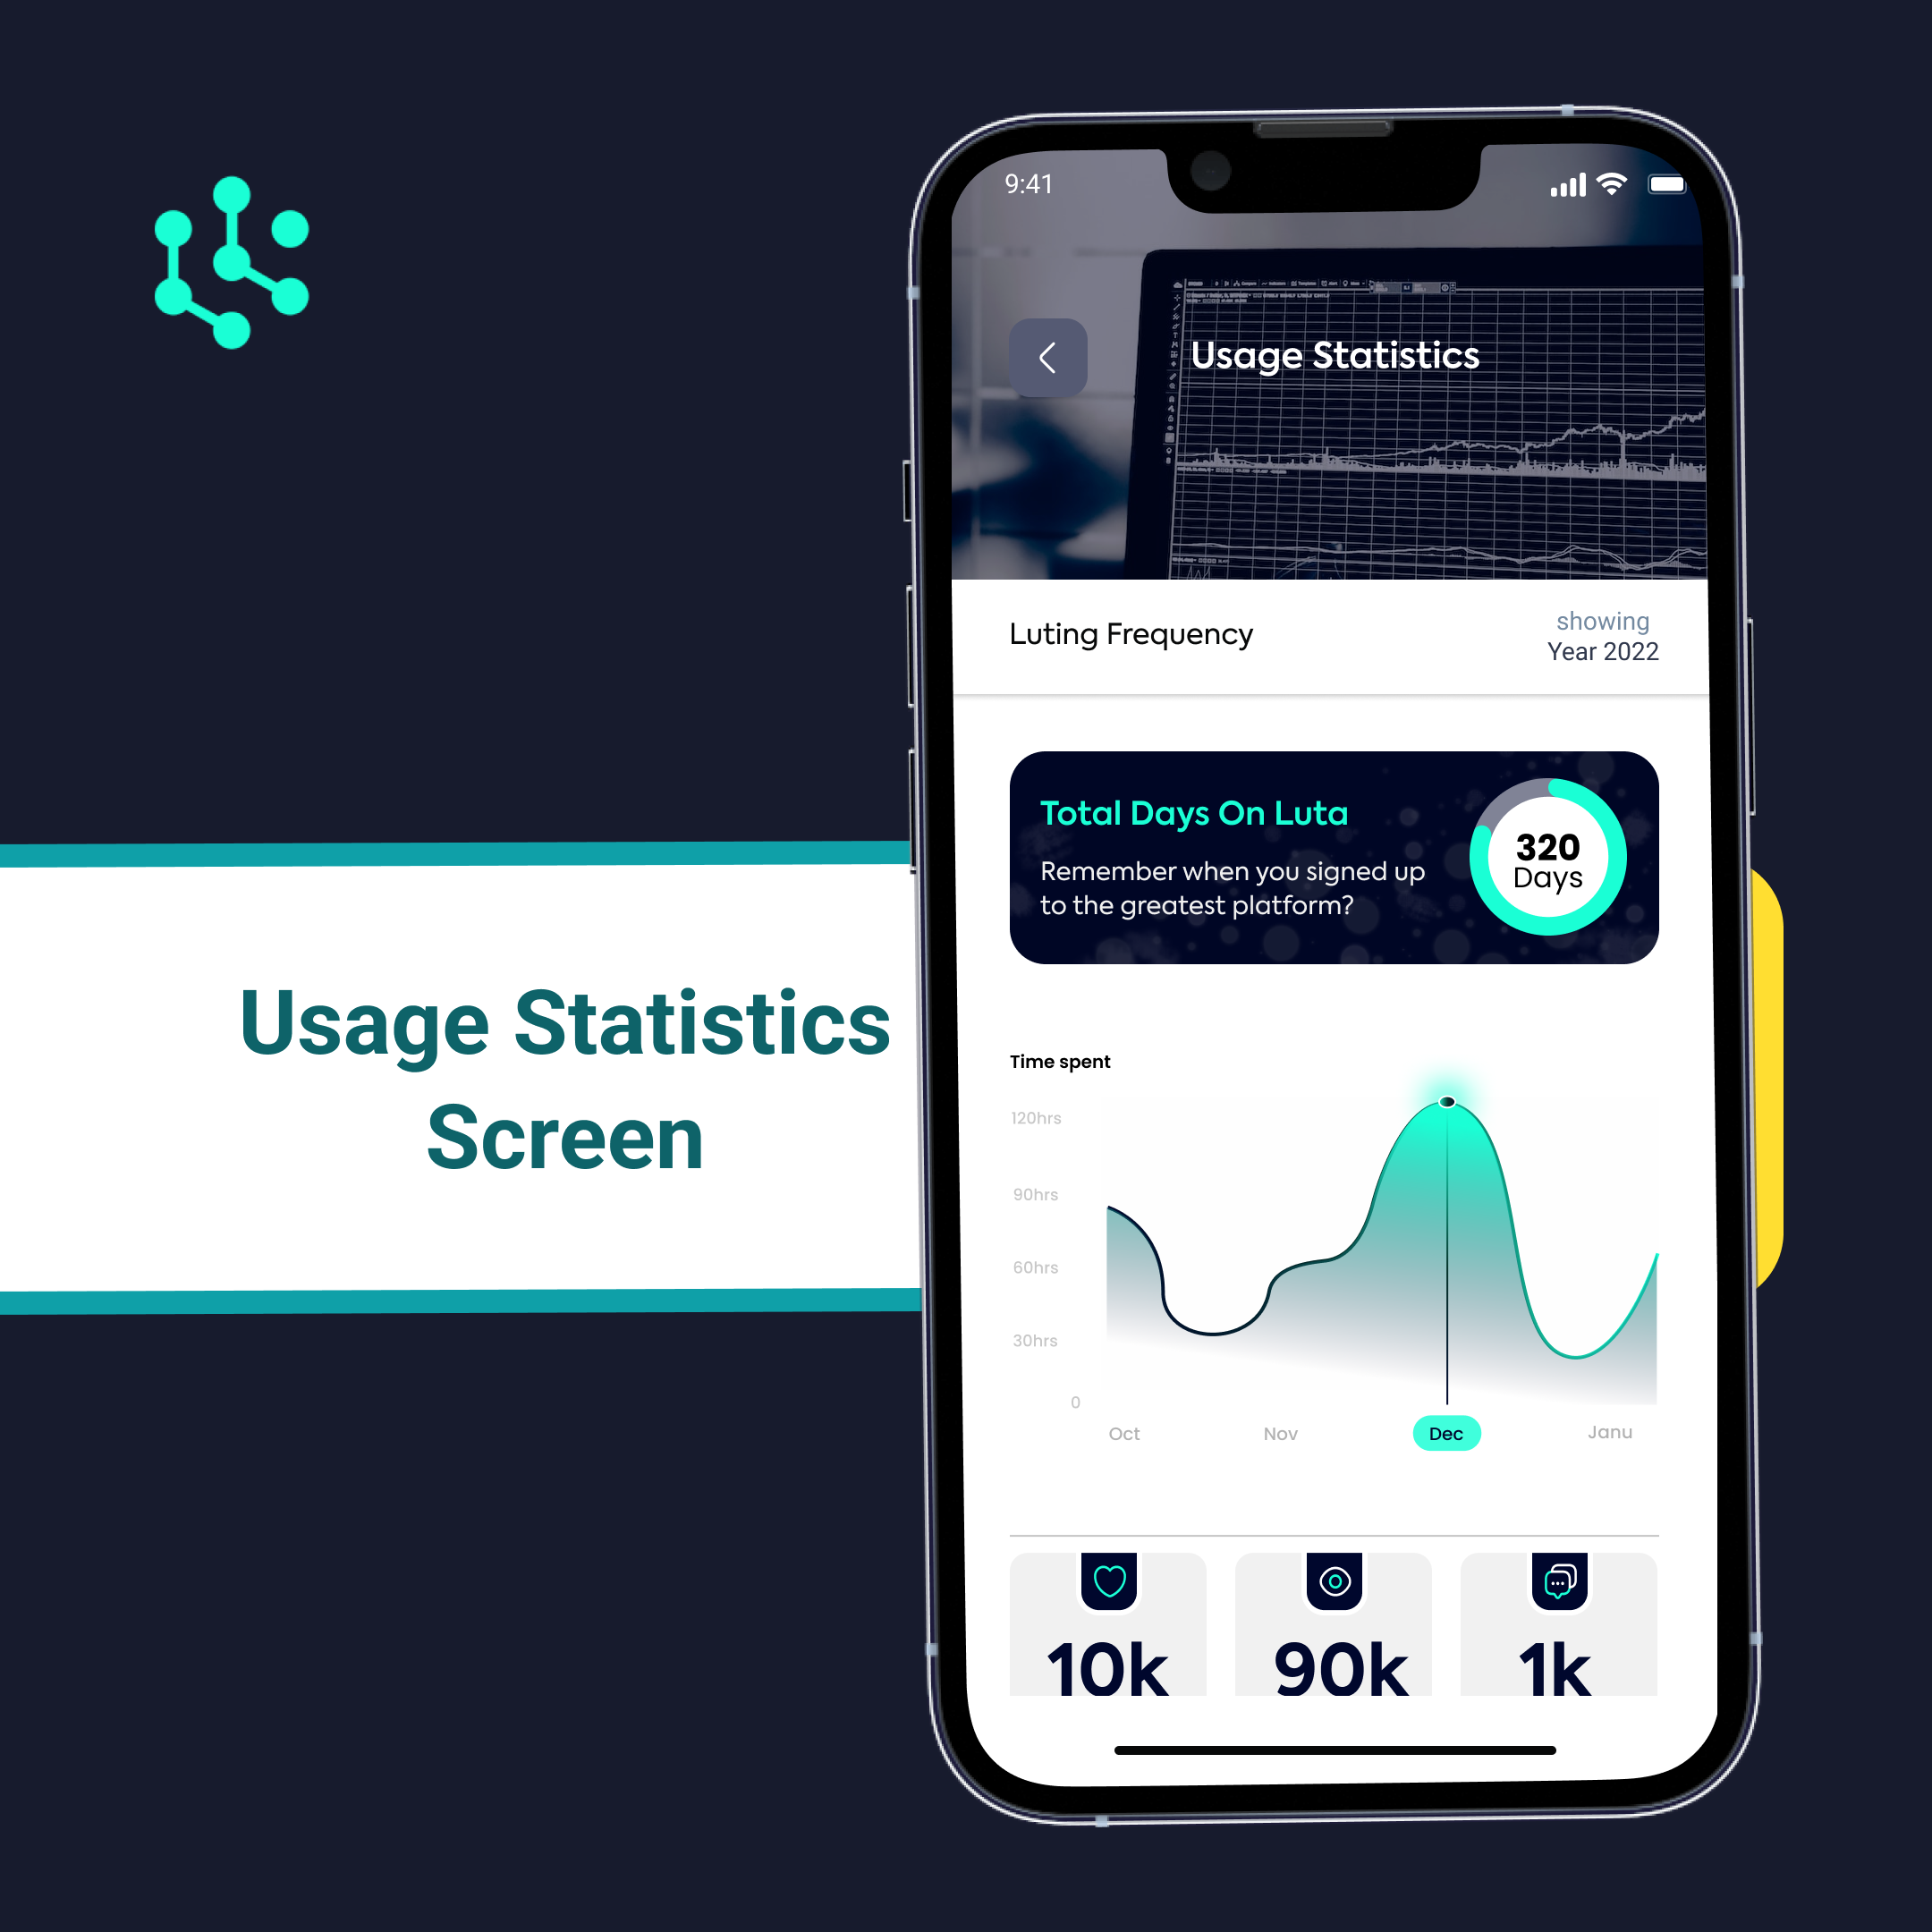 9:41
Usage Statistics
Luting Frequency
showing
Year 2022
Total Days On Luta
Remember when you signed up
to the greatest platform?
320
Days
Usage Statistics
Screen
Time spent
120hrs
90hrs
60hrs
30hrs
0
Oct
Nov
Dec
Janu
10k
90k
1k